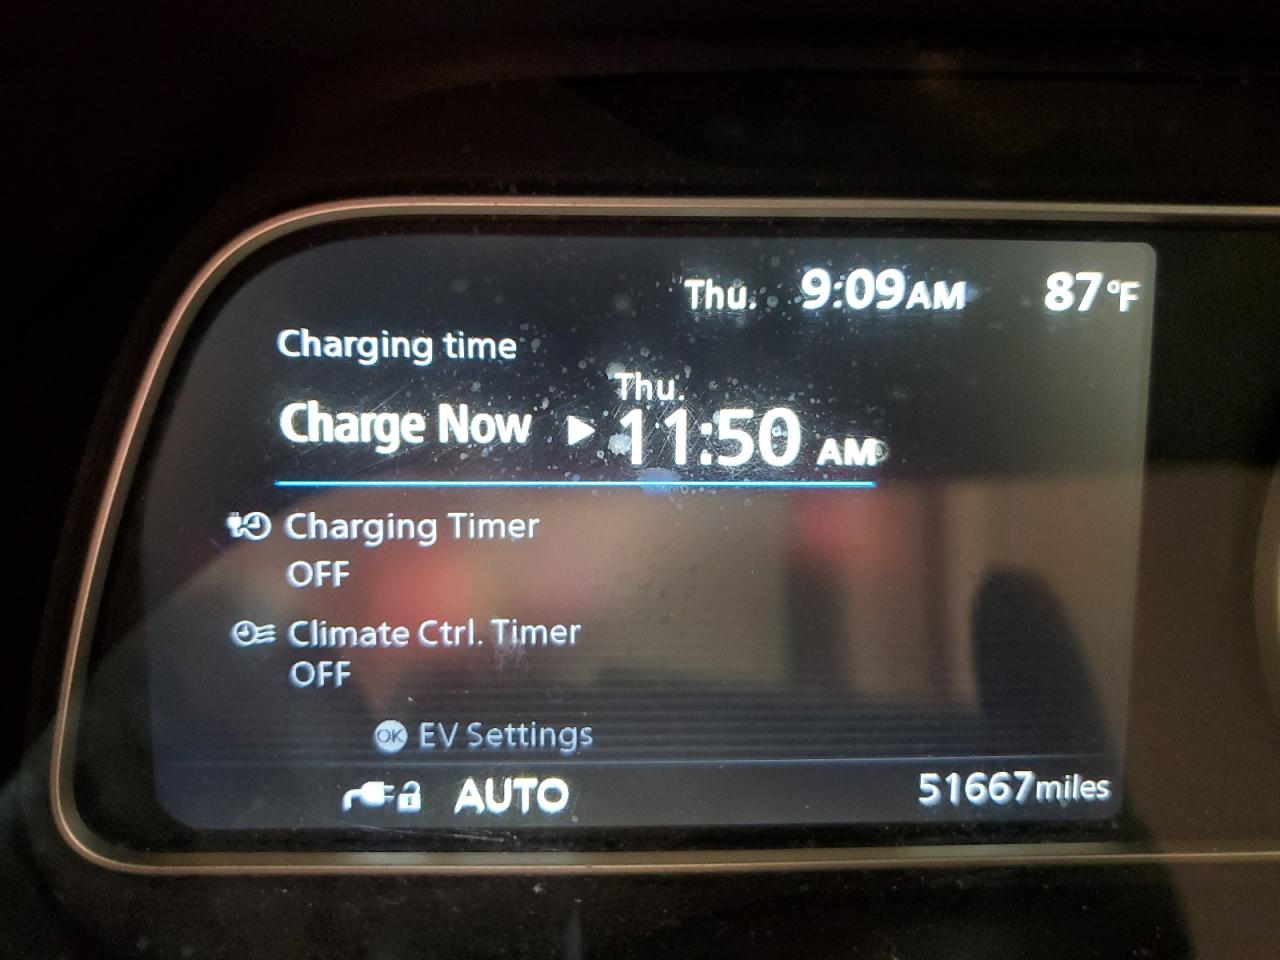 Thu. 9:09AM 87°F
Charging time
Thu.
Charge Now ▶ 11:50 AM
Charging Timer
OFF
Climate Ctrl. Timer
OFF
OK EV Settings
AUTO 51667miles